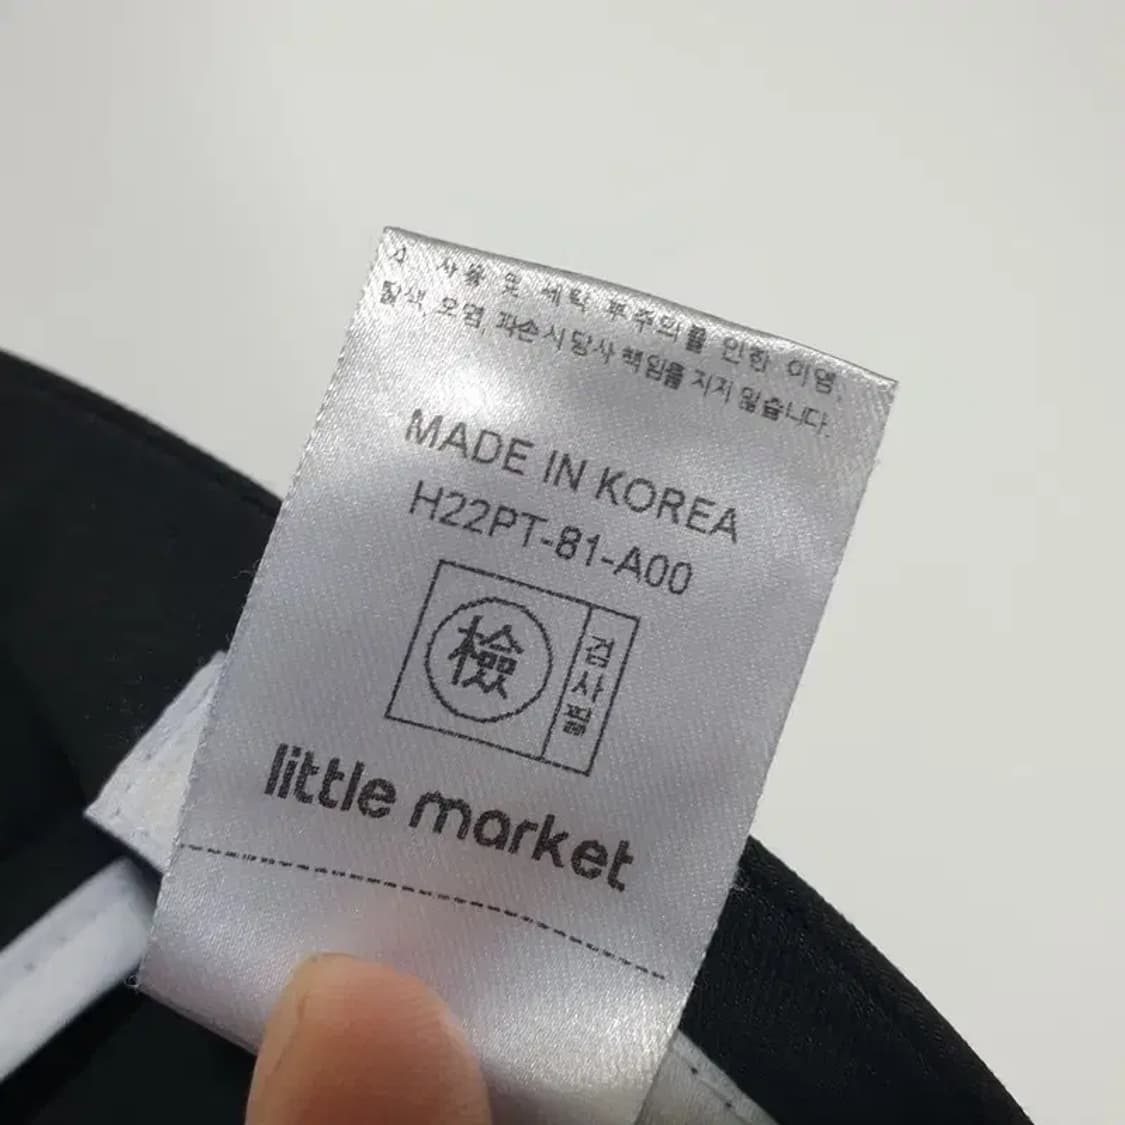 4. 사용 및 세탁 부주의를 인한 이염,
탈색, 오염, 파손시 당사 책임을 지지 않습니다.
MADE IN KOREA
H22PT-81-A00
檢
검사필
little market